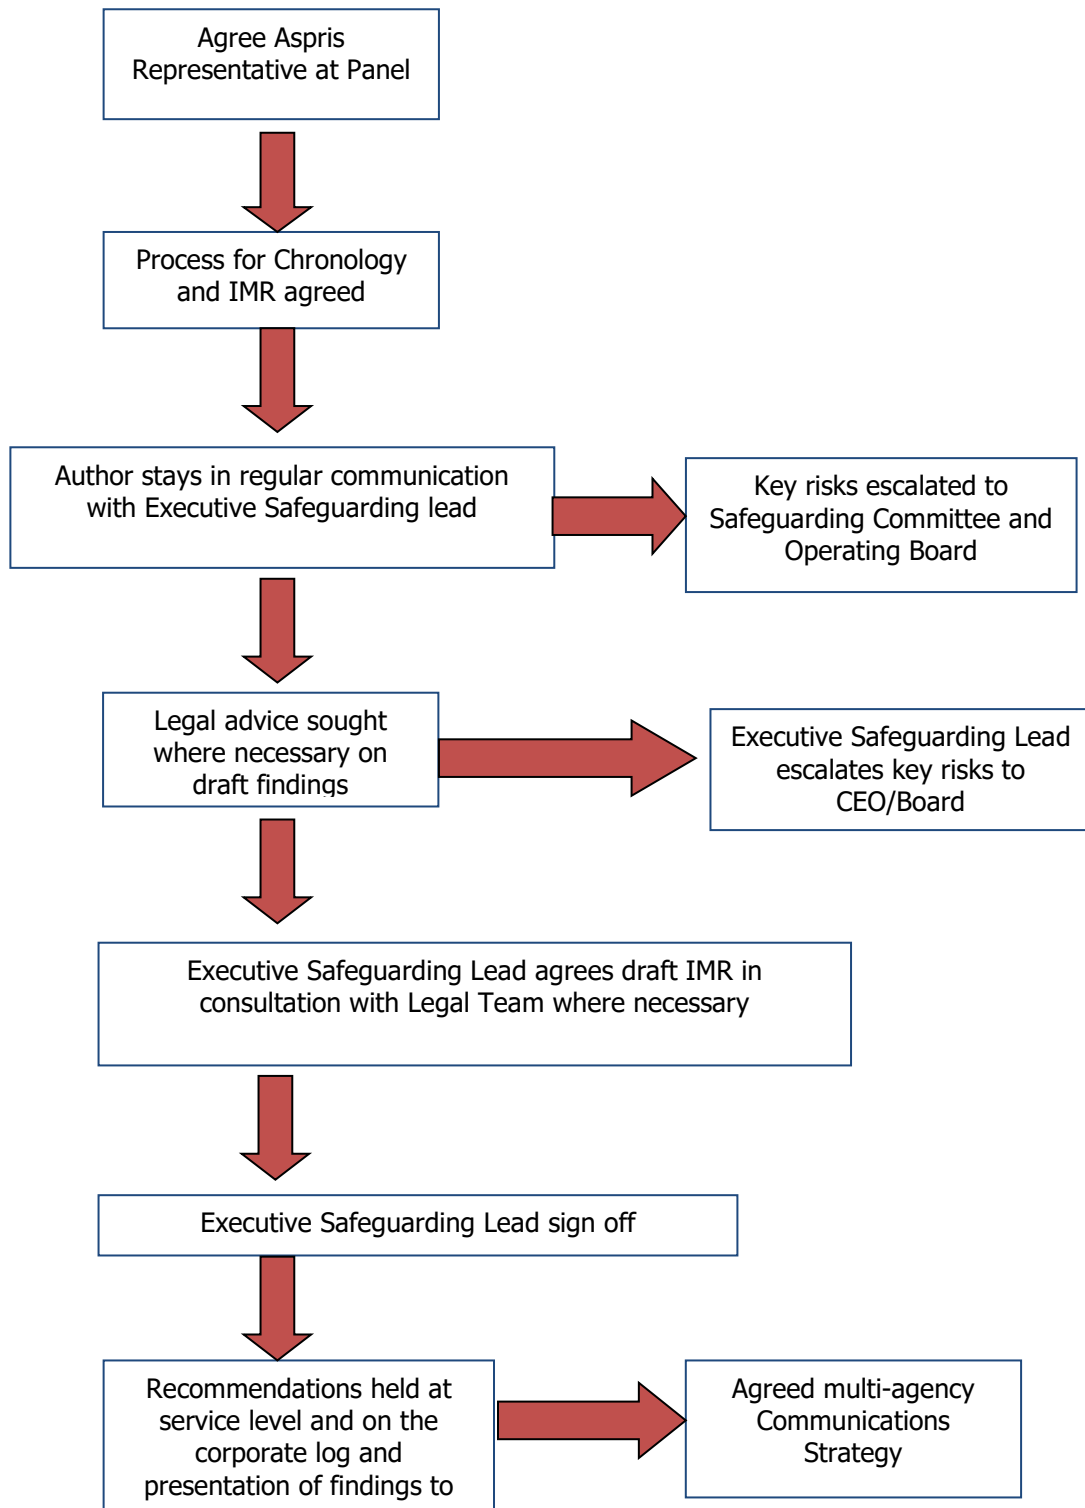 Agree Aspris
Representative at Panel
Process for Chronology
and IMR agreed
Author stays in regular communication
with Executive Safeguarding lead
Key risks escalated to
Safeguarding Committee and
Operating Board
Legal advice sought
where necessary on
draft findings
Executive Safeguarding Lead
escalates key risks to
CEO/Board
Executive Safeguarding Lead agrees draft IMR in
consultation with Legal Team where necessary
Executive Safeguarding Lead sign off
Recommendations held at
service level and on the
corporate log and
presentation of findings to
Agreed multi-agency
Communications
Strategy